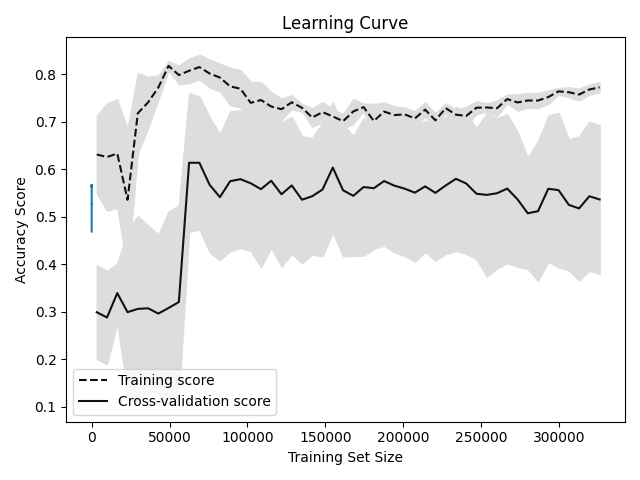 Learning Curve
Accuracy Score
0.8
0.7
0.6
0.5
0.4
0.3
0.2
0.1
Training score
Cross-validation score
0 50000 100000 150000 200000 250000 300000
Training Set Size